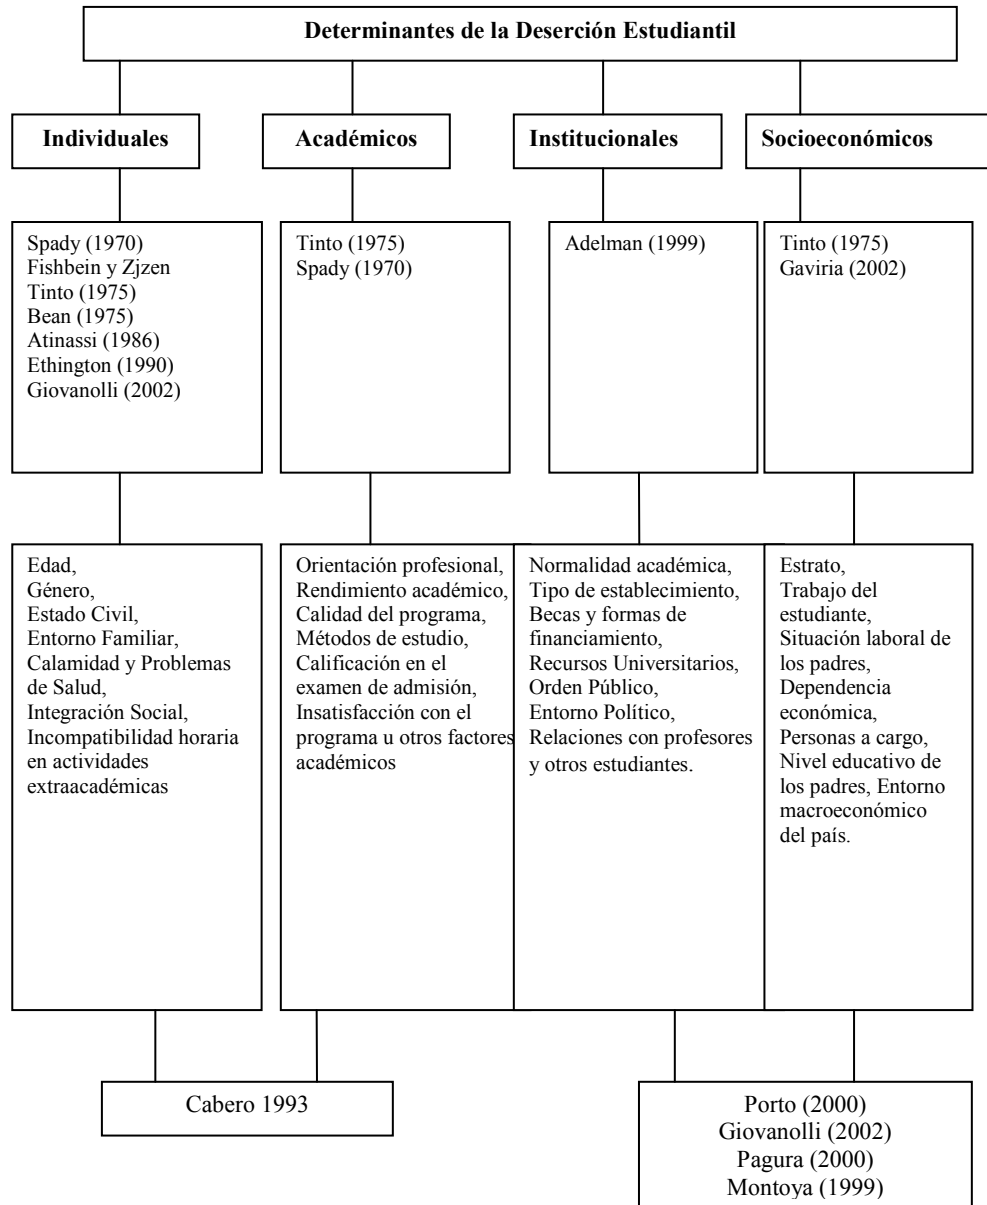 Determinantes de la Deserción Estudiantil
Individuales
Académicos
Institucionales
Socioeconómicos
Spady (1970)
Fishbein y Zjzen
Tinto (1975)
Bean (1975)
Atinassi (1986)
Ethington (1990)
Giovanolli (2002)
Tinto (1975)
Spady (1970)
Adelman (1999)
Tinto (1975)
Gaviria (2002)
Edad,
Género,
Estado Civil,
Entorno Familiar,
Calamidad y Problemas
de Salud,
Integración Social,
Incompatibilidad horaria
en actividades
extraacadémicas
Orientación profesional,
Rendimiento académico,
Calidad del programa,
Métodos de estudio,
Calificación en el
examen de admisión,
Insatisfacción con el
programa u otros factores
académicos
Normalidad académica,
Tipo de establecimiento,
Becas y formas de
financiamiento,
Recursos Universitarios,
Orden Público,
Entorno Político,
Relaciones con profesores
y otros estudiantes.
Estrato,
Trabajo del
estudiante,
Situación laboral de
los padres,
Dependencia
económica,
Personas a cargo,
Nivel educativo de
los padres, Entorno
macroeconómico
del país.
Cabero 1993
Porto (2000)
Giovanolli (2002)
Pagura (2000)
Montoya (1999)